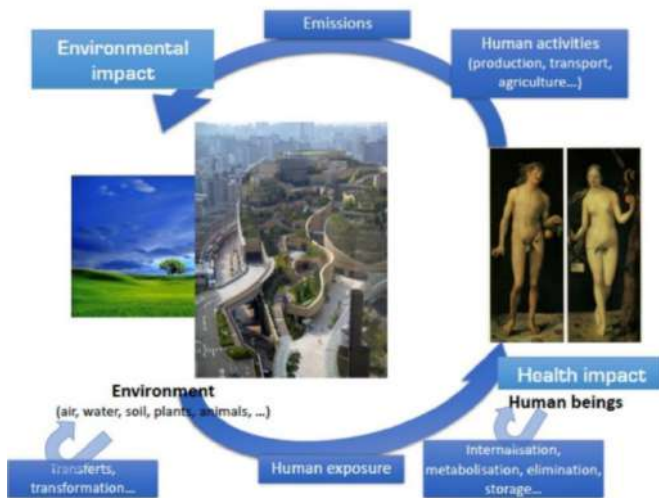 Emissions
Environmental
impact
Human activities
(production, transport,
agriculture...)
Environment
(air, water, soil, plants, animals, ...)
Health impact
Human beings
Transferts,
transformation...
Human exposure
Internalisation,
metabolisation, elimination,
storage...